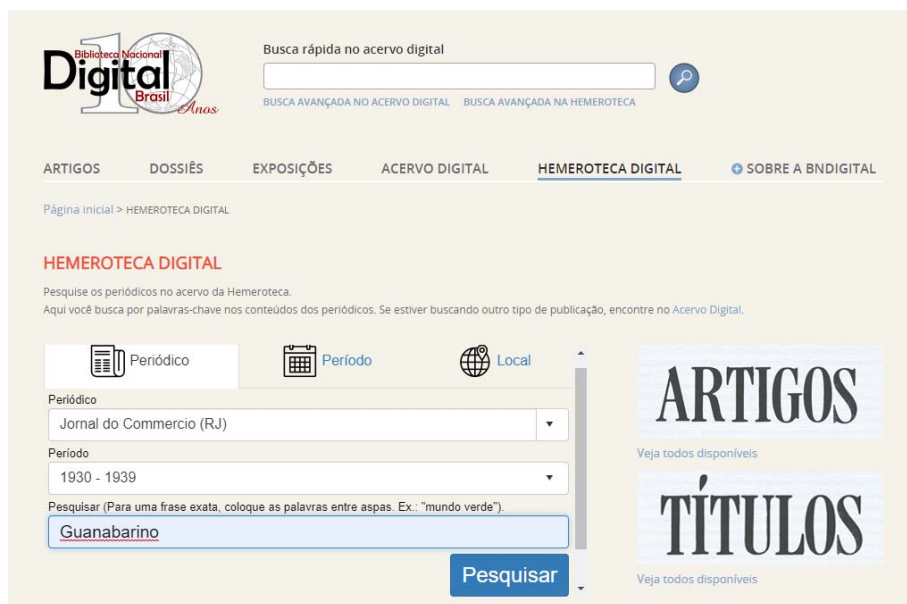 Biblioteca Nacional
Digital
Brasil
10 Anos
Busca rápida no acervo digital
BUSCA AVANÇADA NO ACERVO DIGITAL BUSCA AVANÇADA NA HEMEROTECA
ARTIGOS DOSSIÊS EXPOSIÇÕES ACERVO DIGITAL HEMEROTECA DIGITAL SOBRE A BNDIGITAL
Página inicial > HEMEROTECA DIGITAL
HEMEROTECA DIGITAL
Pesquise os periódicos no acervo da Hemeroteca.
Aqui você busca por palavras-chave nos conteúdos dos periódicos. Se estiver buscando outro tipo de publicação, encontre no Acervo Digital.
Periódico Período Local
Periódico
Jornal do Commercio (RJ)
Período
1930 - 1939
Pesquisar (Para uma frase exata, coloque as palavras entre aspas. Ex.: "mundo verde").
Guanabarino
Pesquisar
ARTIGOS
Veja todos disponíveis
TÍTULOS
Veja todos disponíveis